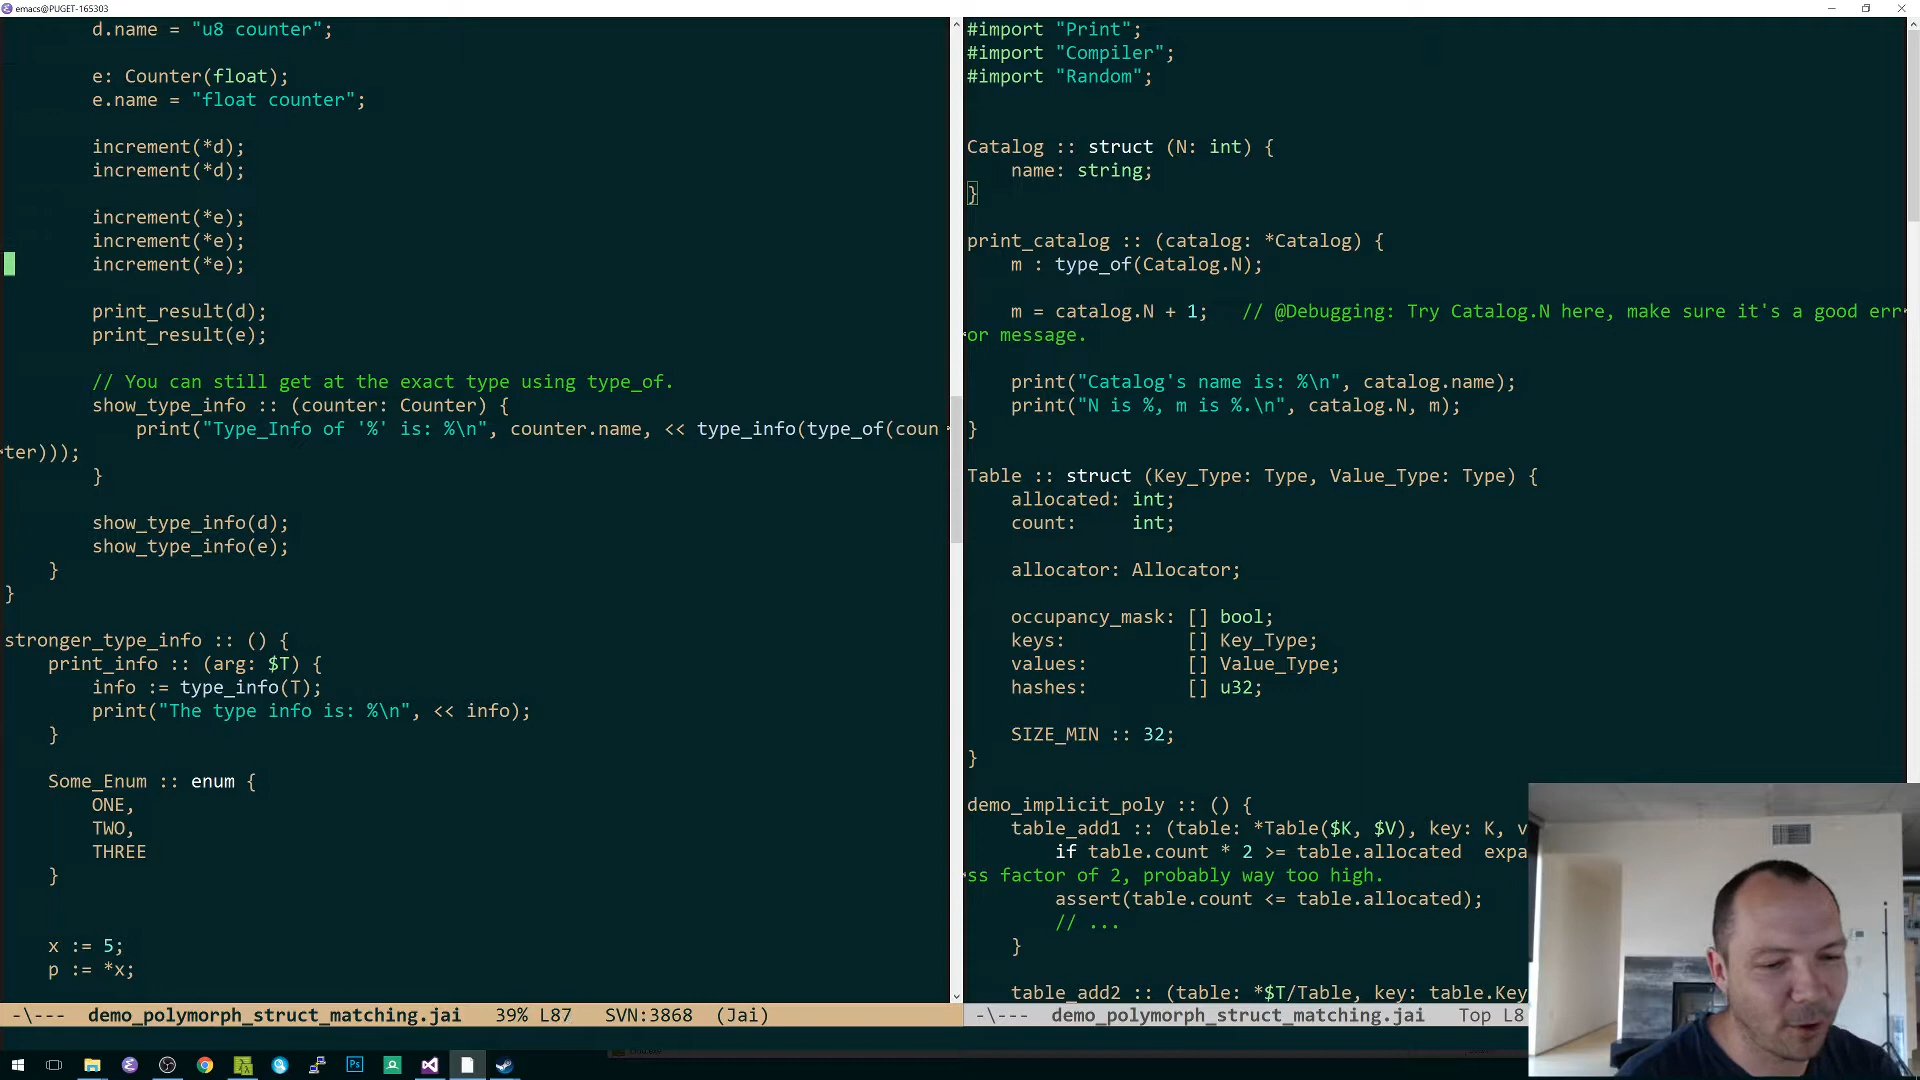 emacs@PUGET-165303
d.name = "u8 counter";
e: Counter(float);
e.name = "float counter";
increment(*d);
increment(*d);
increment(*e);
increment(*e);
increment(*e);
print_result(d);
print_result(e);
// You can still get at the exact type using type_of.
show_type_info :: (counter: Counter) {
print("Type_Info of '%' is: %\n", counter.name, << type_info(type_of(coun
ter)));
}
show_type_info(d);
show_type_info(e);
}
}
stronger_type_info :: () {
print_info :: (arg: $T) {
info := type_info(T);
print("The type info is: %\n", << info);
}
Some_Enum :: enum {
ONE,
TWO,
THREE
}
x := 5;
p := *x;
-\--- demo_polymorph_struct_matching.jai 39% L87 SVN:3868 (Jai)
#import "Print";
#import "Compiler";
#import "Random";
Catalog :: struct (N: int) {
name: string;
}
print_catalog :: (catalog: *Catalog) {
m : type_of(Catalog.N);
m = catalog.N + 1; // @Debugging: Try Catalog.N here, make sure it's a good err
or message.
print("Catalog's name is: %\n", catalog.name);
print("N is %, m is %.\n", catalog.N, m);
}
Table :: struct (Key_Type: Type, Value_Type: Type) {
allocated: int;
count: int;
allocator: Allocator;
occupancy_mask: [] bool;
keys: [] Key_Type;
values: [] Value_Type;
hashes: [] u32;
SIZE_MIN :: 32;
}
demo_implicit_poly :: () {
table_add1 :: (table: *Table($K, $V), key: K, v
if table.count * 2 >= table.allocated expa
ss factor of 2, probably way too high.
assert(table.count <= table.allocated);
// ...
}
table_add2 :: (table: *$T/Table, key: table.Key
-\--- demo_polymorph_struct_matching.jai Top L8
Ps